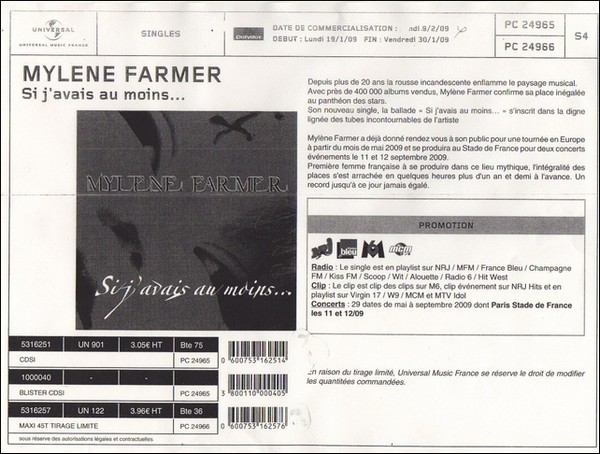 UNIVERSAL
UNIVERSAL MUSIC FRANCE
SINGLES
DATE DE COMMERCIALISATION : ndi 9/2/09
DEBUT : Lundi 19/1/09 FIN : Vendredi 30/1/09
PC 24965
PC 24966
S4
MYLENE FARMER
Si j'avais au moins...
MYLENE FARMER
Si j'avais au moins...
Depuis plus de 20 ans la rousse incandescente enflamme le paysage musical.
Avec près de 400 000 albums vendus, Mylène Farmer confirme sa place inégalée
au panthéon des stars.
Son nouveau single, la ballade « Si j'avais au moins... » s'inscrit dans la digne
lignée des tubes incontournables de l'artiste
Mylène Farmer a déjà donné rendez vous à son public pour une tournée en Europe
à partir du mois de mai 2009 et se produira au Stade de France pour deux concerts
événements le 11 et 12 septembre 2009.
Première femme française à se produire dans ce lieu mythique, l'intégralité des
places s'est arrachée en quelques heures plus d'un an et demi à l'avance. Un
record jusqu'à ce jour jamais égalé.
PROMOTION
NRJ
bleu
M6
mcm
Radio : Le single est en playlist sur NRJ / MFM / France Bleu / Champagne
FM / Kiss FM / Scoop / Wit / Alouette / Radio 6 / Hit West
Clip : Le clip est clip des clips sur M6, clip événement sur NRJ Hits et en
playlist sur Virgin 17 / W9 / MCM et MTV Idol
Concerts : 29 dates de mai à septembre 2009 dont Paris Stade de France
les 11 et 12/09
5316251 UN 901 3.05€ HT Bte 75
CDSI PC 24965
0 600753 162514
1000040 - - -
BLISTER CDSI PC 24965
3 800110 000405
5316257 UN 122 3.96€ HT Bte 36
MAXI 45T TIRAGE LIMITE PC 24966
0 600753 162576
sous réserve des autorisations légales et contractuelles
En raison du tirage limité, Universal Music France se réserve le droit de modifier
les quantités commandées.